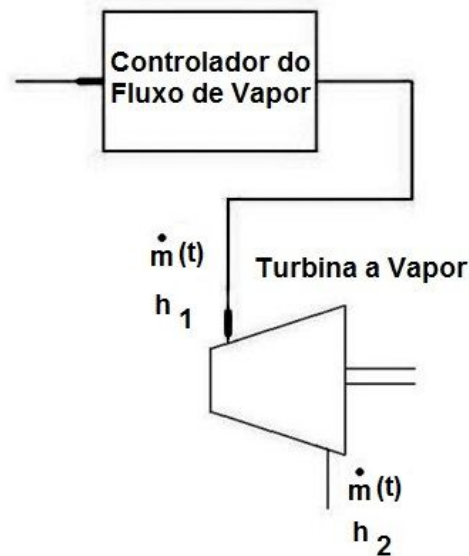 Controlador do
Fluxo de Vapor
ṁ (t)
Turbina a Vapor
h 1
ṁ (t)
h 2